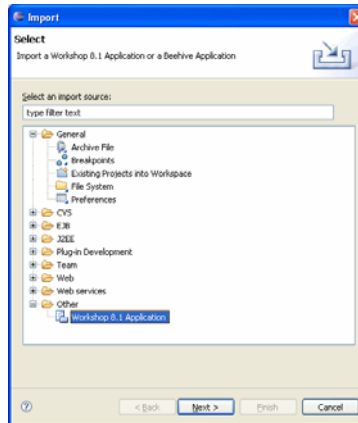 Import
Select
Import a Workshop 8.1 Application or a Beehive Application
Select an import source:
type filter text
General
Archive File
Breakpoints
Existing Projects into Workspace
File System
Preferences
CVS
EJB
J2EE
Plug-in Development
Team
Web
Web services
Other
Workshop 8.1 Application
? < Back Next > Finish Cancel